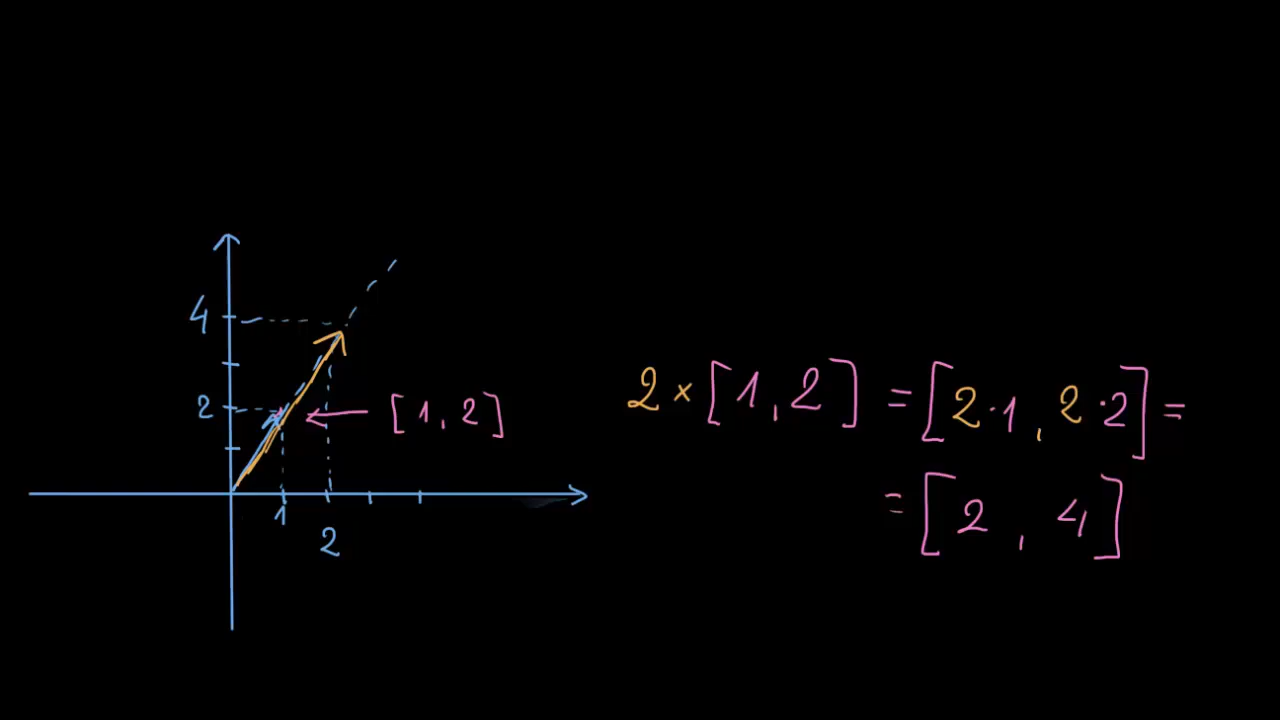 4
2
[1, 2]
1
2
2 × [1, 2] = [2·1, 2·2] =
= [2, 4]